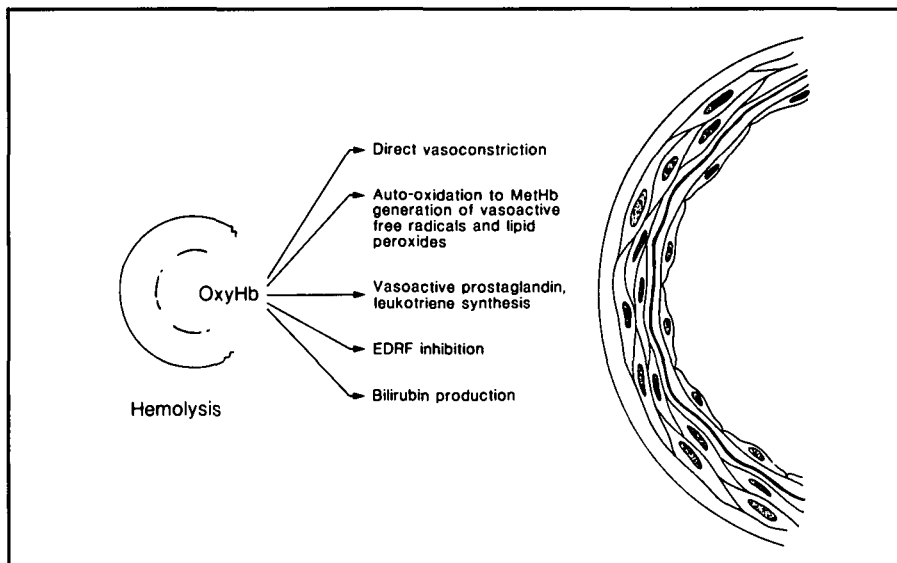 Direct vasoconstriction
Auto-oxidation to MetHb
generation of vasoactive
free radicals and lipid
peroxides
OxyHb
Vasoactive prostaglandin,
leukotriene synthesis
EDRF inhibition
Bilirubin production
Hemolysis